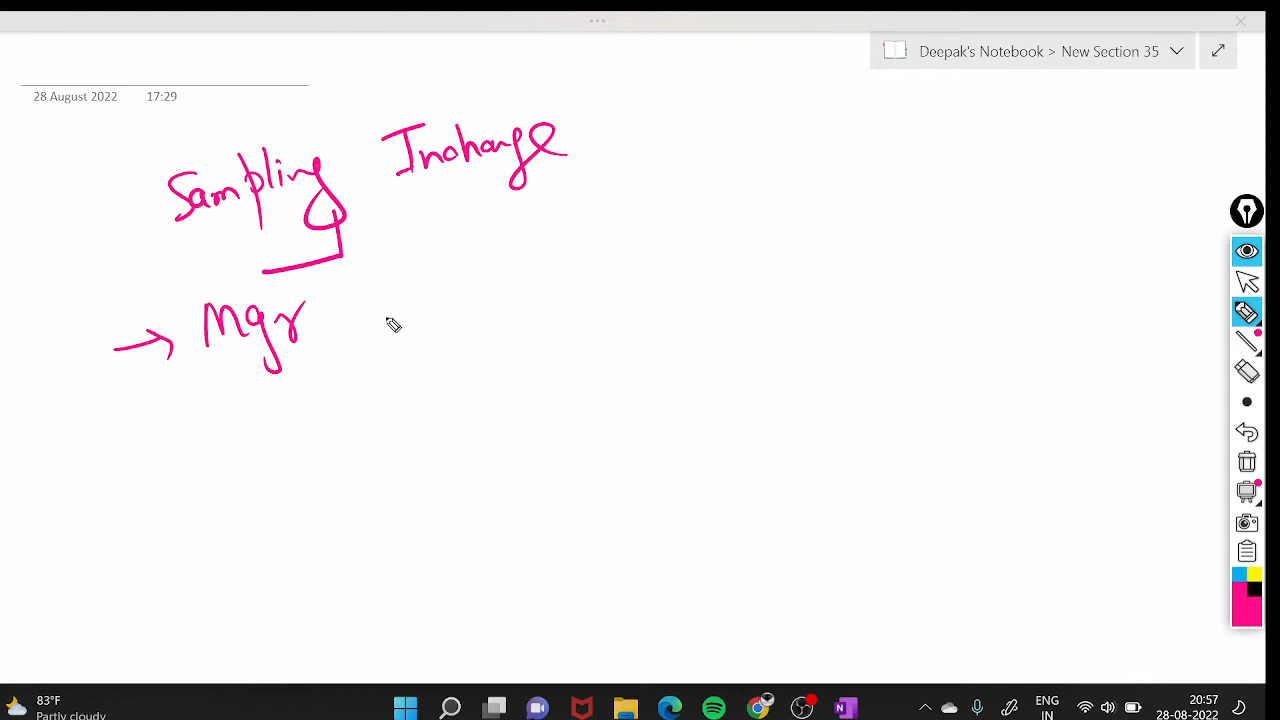 Deepak's Notebook > New Section 35
28 August 2022 17:29
Sampling Incharge
→ Mgr
83°F
Partly cloudy
ENG
IN
20:57
28-08-2022